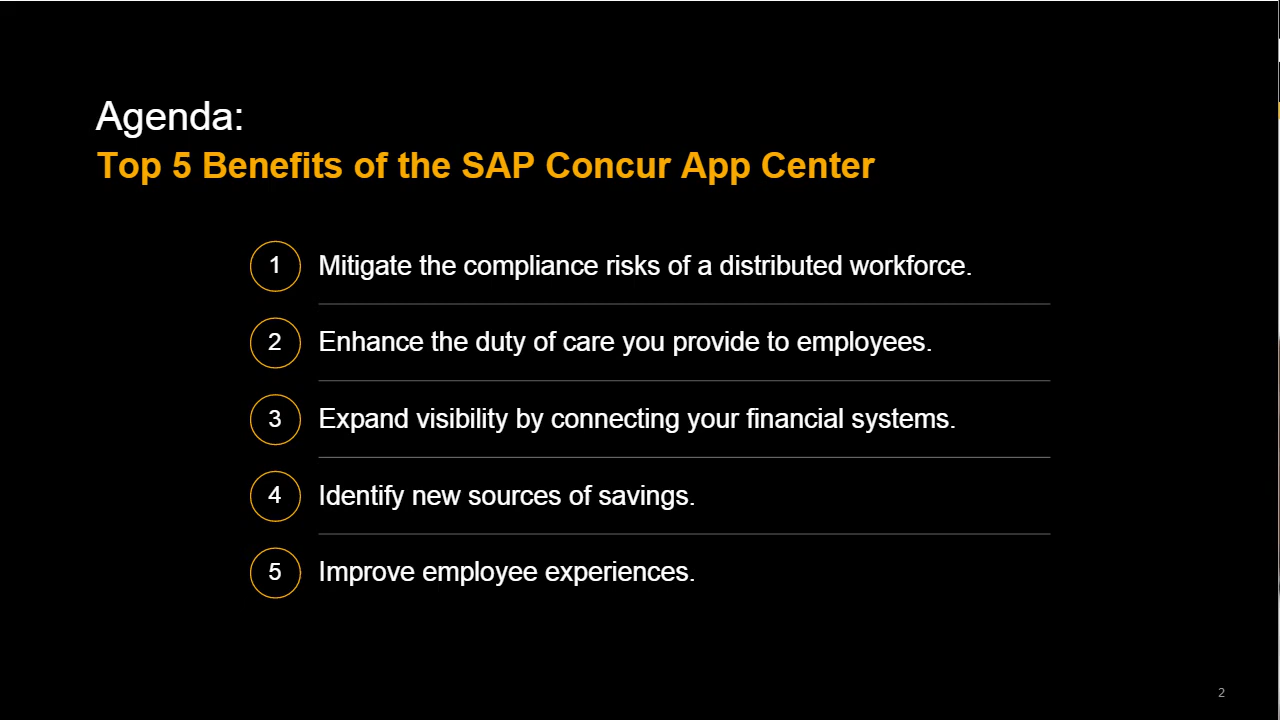 Agenda:
Top 5 Benefits of the SAP Concur App Center
1 Mitigate the compliance risks of a distributed workforce.
2 Enhance the duty of care you provide to employees.
3 Expand visibility by connecting your financial systems.
4 Identify new sources of savings.
5 Improve employee experiences.
2